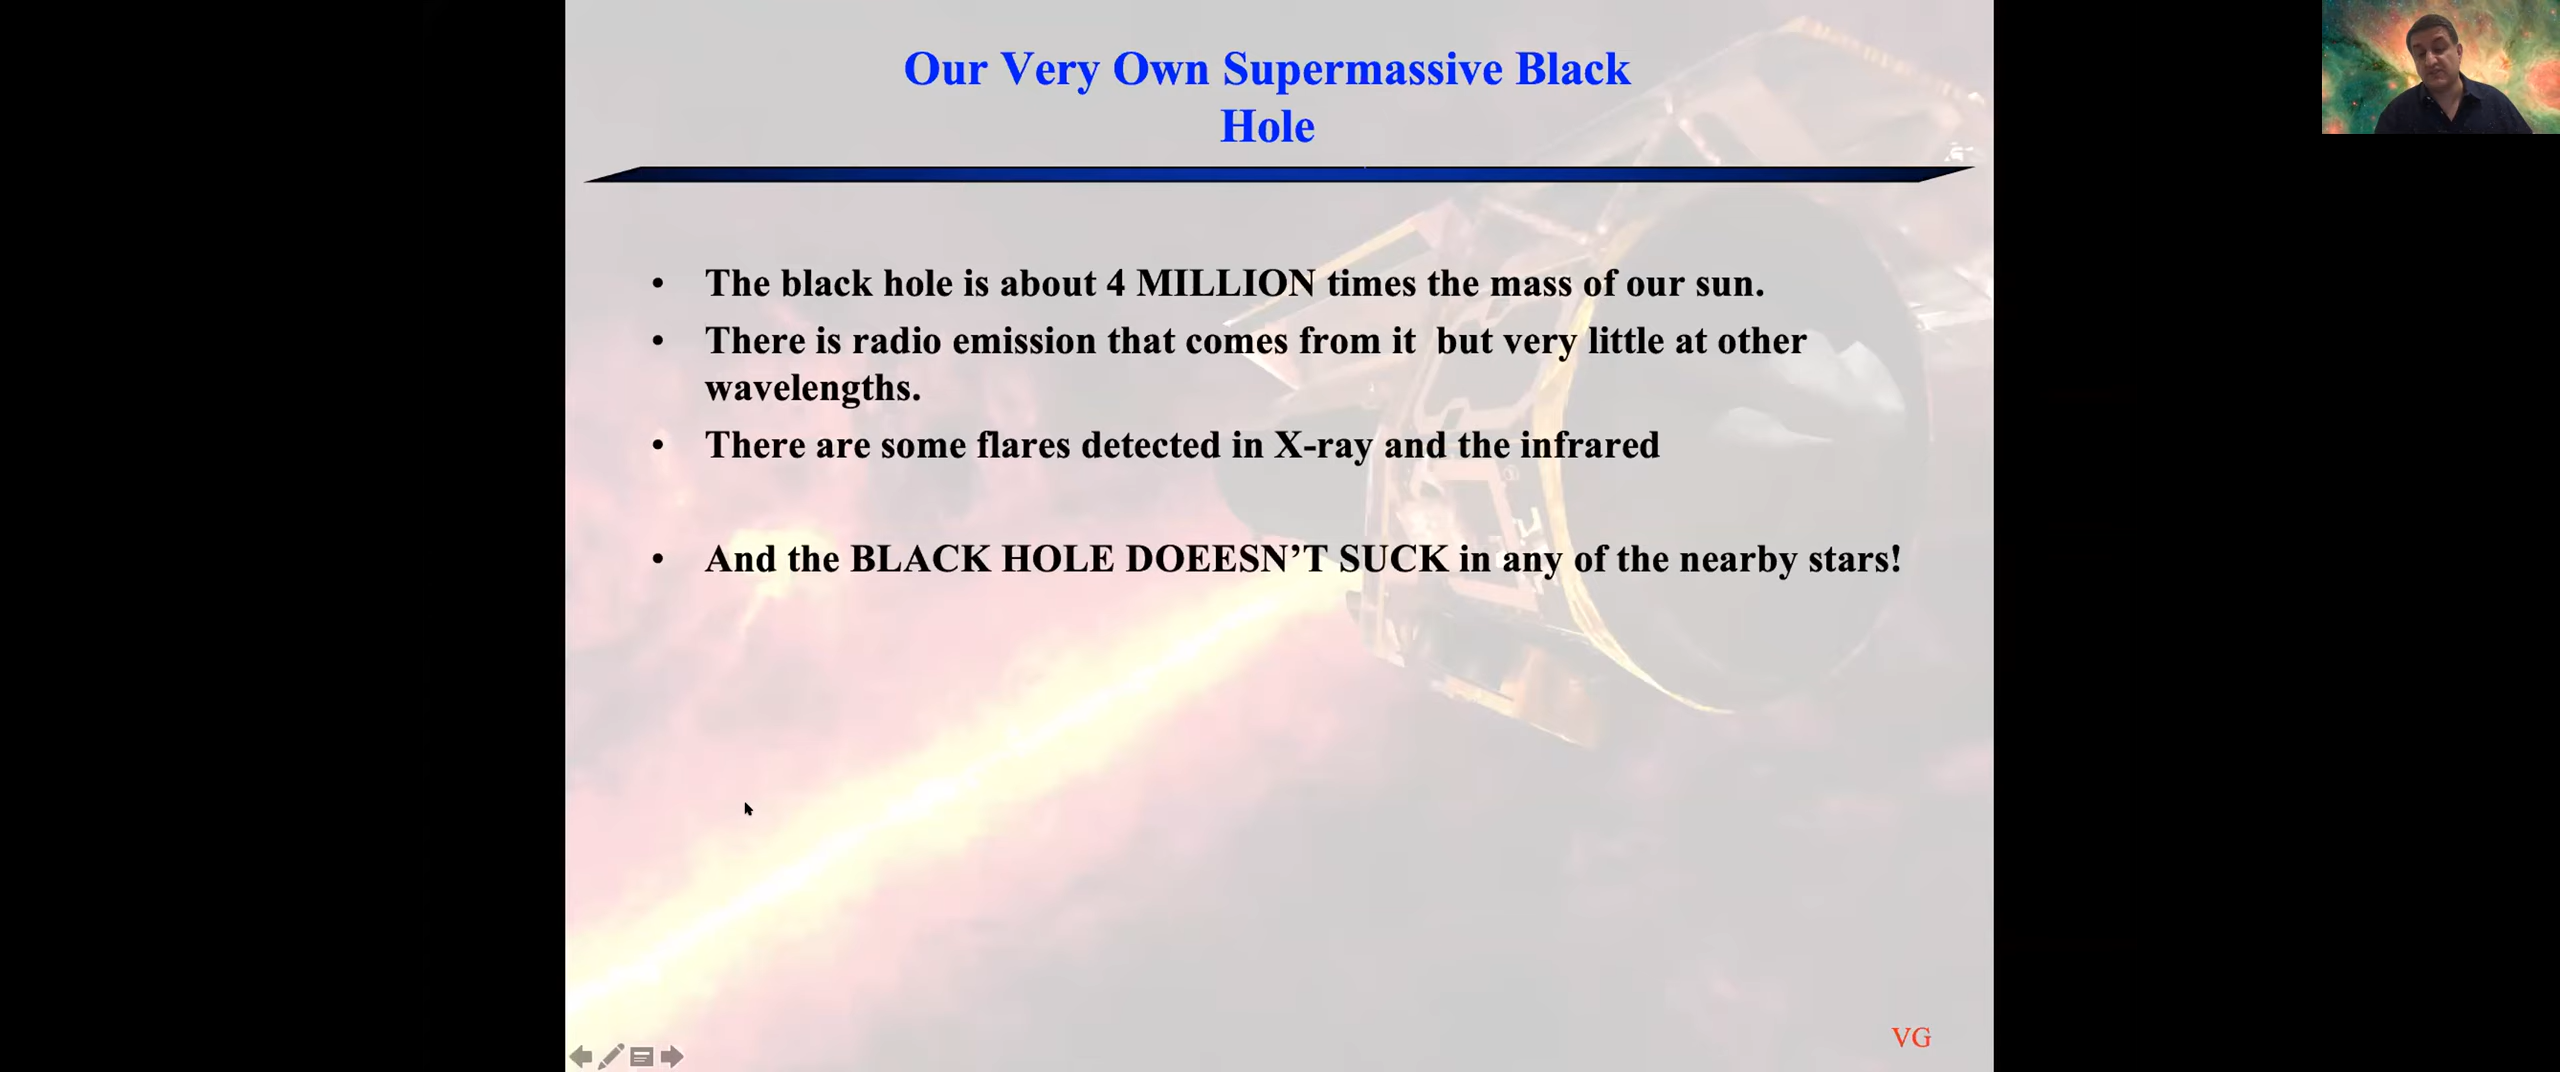 Our Very Own Supermassive Black
Hole
• The black hole is about 4 MILLION times the mass of our sun.
• There is radio emission that comes from it  but very little at other
wavelengths.
• There are some flares detected in X-ray and the infrared
• And the BLACK HOLE DOEESN’T SUCK in any of the nearby stars!
VG